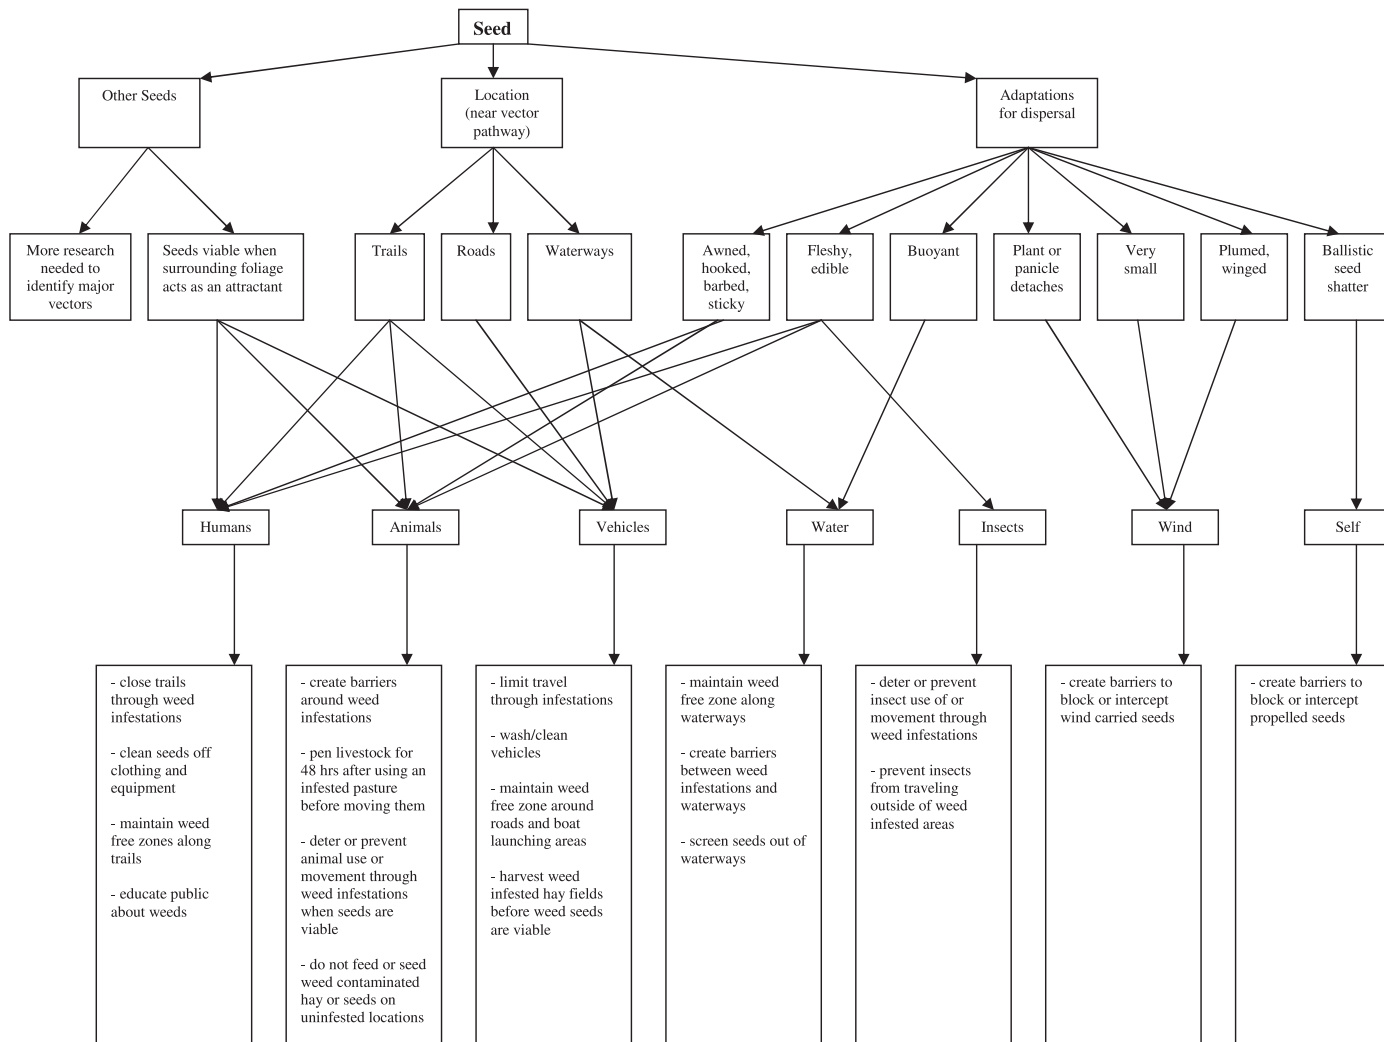 Seed
Other Seeds
Location
(near vector
pathway)
Adaptations
for dispersal
More research
needed to
identify major
vectors
Seeds viable when
surrounding foliage
acts as an attractant
Trails
Roads
Waterways
Awned,
hooked,
barbed,
sticky
Fleshy,
edible
Buoyant
Plant or
panicle
detaches
Very
small
Plumed,
winged
Ballistic
seed
shatter
Humans
Animals
Vehicles
Water
Insects
Wind
Self
- close trails
through weed
infestations
- clean seeds off
clothing and
equipment
- maintain weed
free zones along
trails
- educate public
about weeds
- create barriers
around weed
infestations
- pen livestock for
48 hrs after using an
infested pasture
before moving them
- deter or prevent
animal use or
movement through
weed infestations
when seeds are
viable
- do not feed or seed
weed contaminated
hay or seeds on
uninfested locations
- limit travel
through infestations
- wash/clean
vehicles
- maintain weed
free zone around
roads and boat
launching areas
- harvest weed
infested hay fields
before weed seeds
are viable
- maintain weed
free zone along
waterways
- create barriers
between weed
infestations and
waterways
- screen seeds out of
waterways
- deter or prevent
insect use of or
movement through
weed infestations
- prevent insects
from traveling
outside of weed
infested areas
- create barriers to
block or intercept
wind carried seeds
- create barriers to
block or intercept
propelled seeds